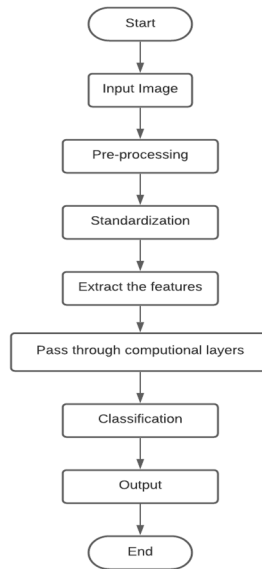 Start
Input Image
Pre-processing
Standardization
Extract the features
Pass through computional layers
Classification
Output
End